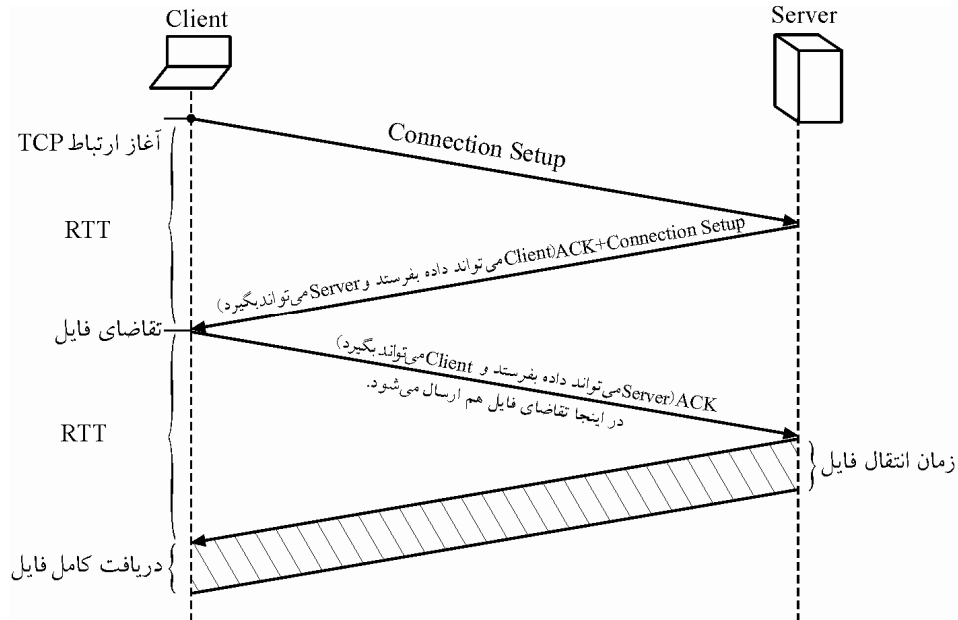 Client
Server
آغاز ارتباط TCP
Connection Setup
RTT
Client)ACK+Connection Setup می‌تواند داده بفرستد و Server می‌تواند بگیرد)
تقاضای فایل
Server)ACK می‌تواند داده بفرستد و Client می‌تواند بگیرد)
در اینجا تقاضای فایل هم ارسال می‌شود.
RTT
زمان انتقال فایل
دریافت کامل فایل